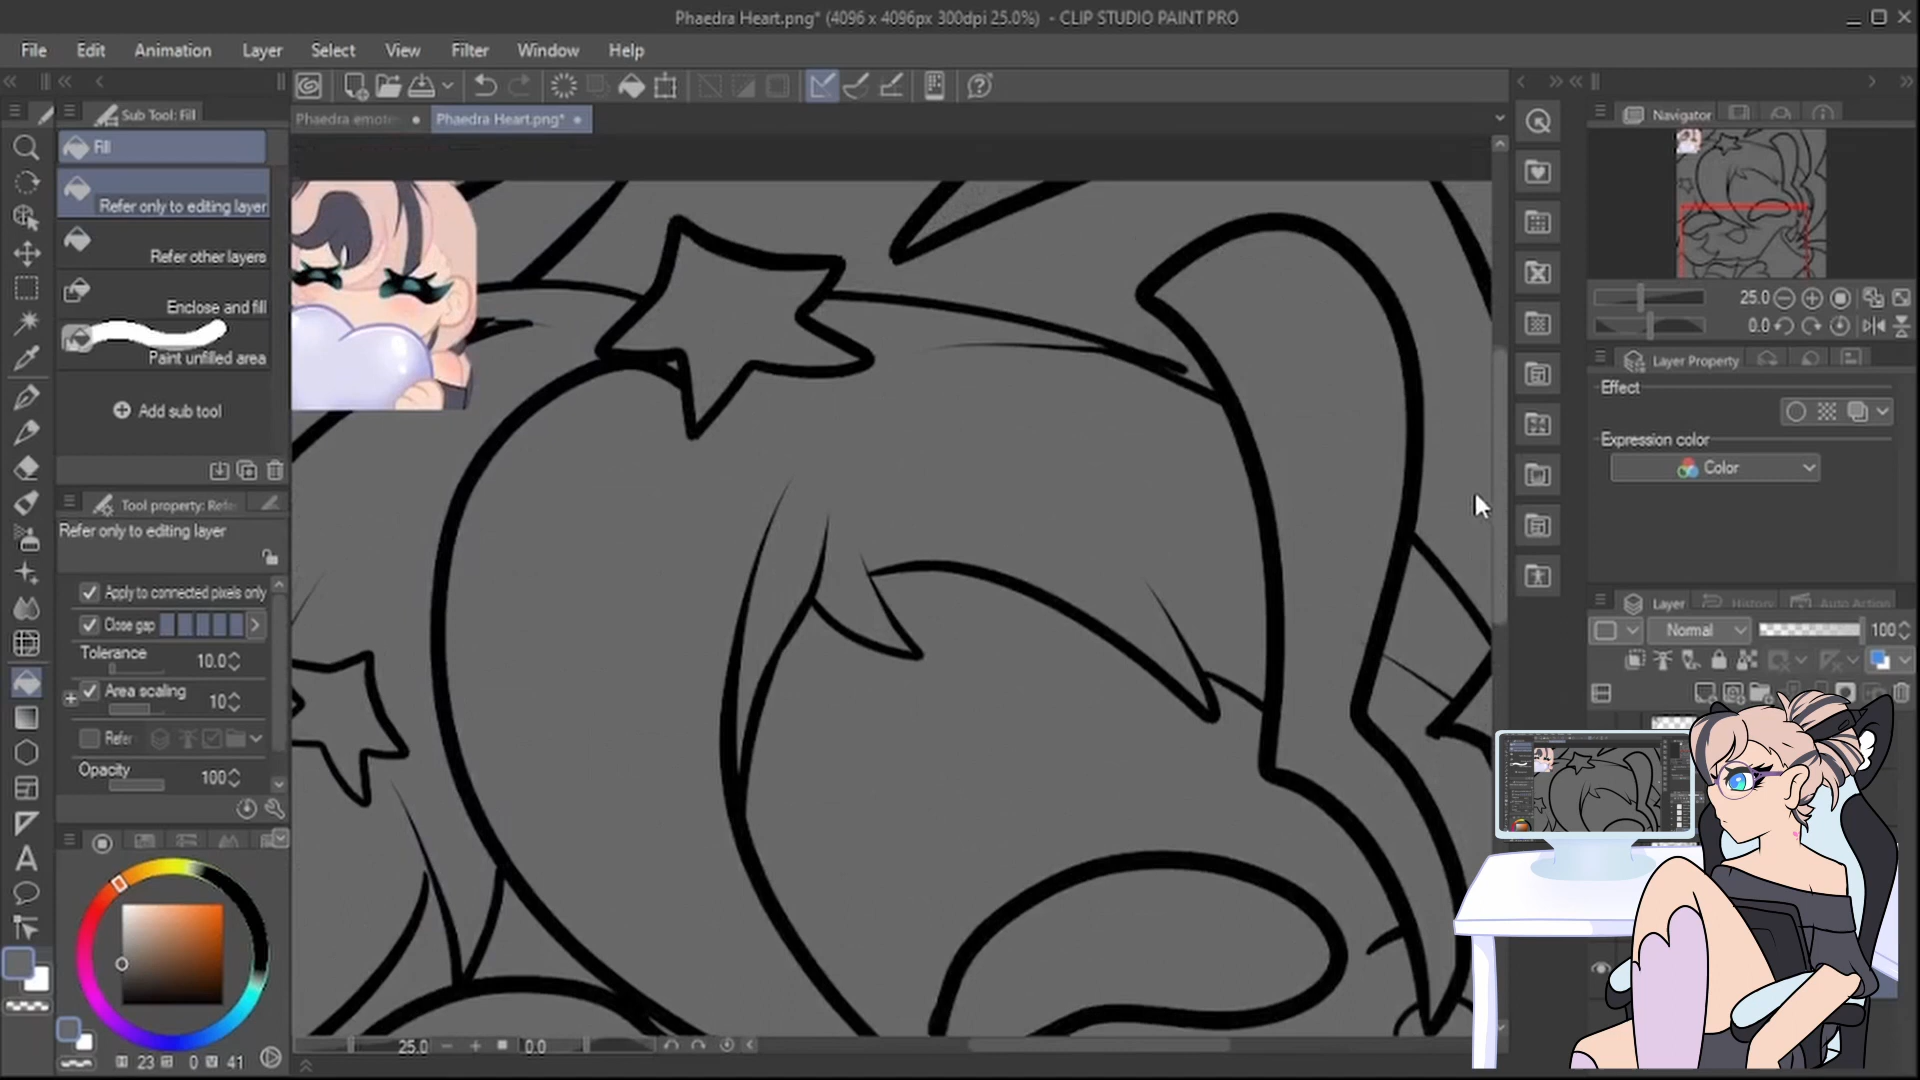 Phaedra Heart.png* (4096 x 4096px 300dpi 25.0%) - CLIP STUDIO PAINT PRO
File Edit Animation Layer Select View Filter Window Help
Sub Tool: Fill
Phaedra emote
Phaedra Heart.png*
Navigator
Fill
Refer only to editing layer
Refer other layers
Enclose and fill
Paint unfilled area
Add sub tool
25.0
0.0
Layer Property
Effect
Expression color
Color
Tool property: Refe
Refer only to editing layer
Apply to connected pixels only
Close gap
Tolerance 10.0
Area scaling 10
Refer
Opacity 100
Layer History Auto Action
Normal 100
23 0 41
25.0 0.0